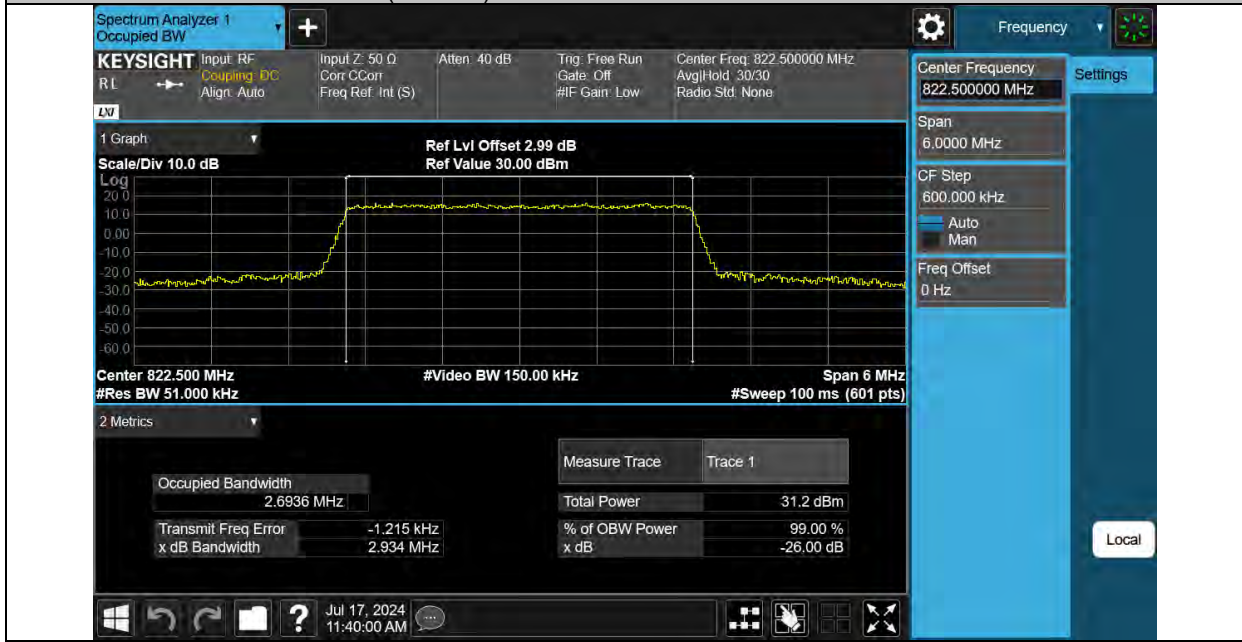 Spectrum Analyzer 1
Occupied BW
Frequency
KEYSIGHT
RL
LXI
Input: RF
Coupling: DC
Align: Auto
Input Z: 50 Ω
Corr CCorr
Freq Ref: Int (S)
Atten: 40 dB
Trig: Free Run
Gate: Off
#IF Gain: Low
Center Freq: 822.500000 MHz
Avg|Hold: 30/30
Radio Std: None
Center Frequency
822.500000 MHz
Settings
Span
6.0000 MHz
CF Step
600.000 kHz
Auto
Man
Freq Offset
0 Hz
Local
1 Graph
Scale/Div 10.0 dB
Ref Lvl Offset 2.99 dB
Ref Value 30.00 dBm
Log
20.0
10.0
0.00
-10.0
-20.0
-30.0
-40.0
-50.0
-60.0
Center 822.500 MHz
#Res BW 51.000 kHz
#Video BW 150.00 kHz
Span 6 MHz
#Sweep 100 ms (601 pts)
2 Metrics
Occupied Bandwidth
2.6936 MHz
Transmit Freq Error -1.215 kHz
x dB Bandwidth 2.934 MHz
Measure Trace Trace 1
Total Power 31.2 dBm
% of OBW Power 99.00 %
x dB -26.00 dB
?
Jul 17, 2024
11:40:00 AM